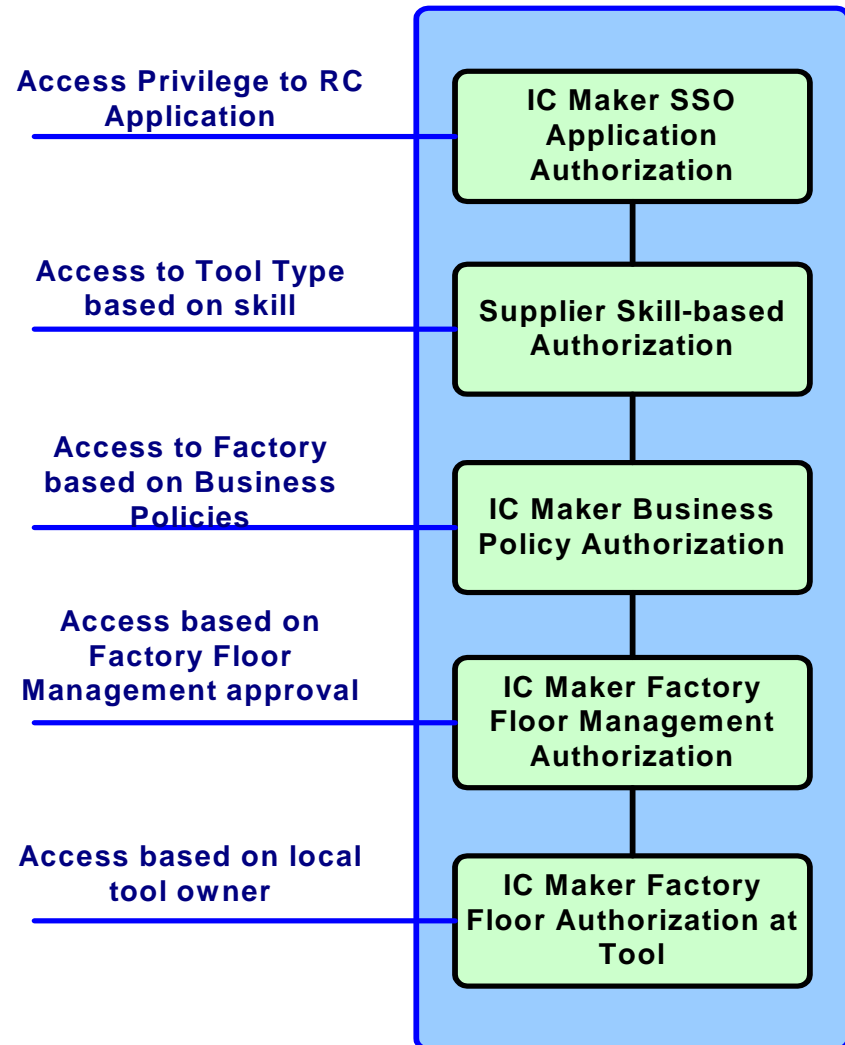 Access Privilege to RC
Application
IC Maker SSO
Application
Authorization
Access to Tool Type
based on skill
Supplier Skill-based
Authorization
Access to Factory
based on Business
Policies
IC Maker Business
Policy Authorization
Access based on
Factory Floor
Management approval
IC Maker Factory
Floor Management
Authorization
Access based on local
tool owner
IC Maker Factory
Floor Authorization at
Tool